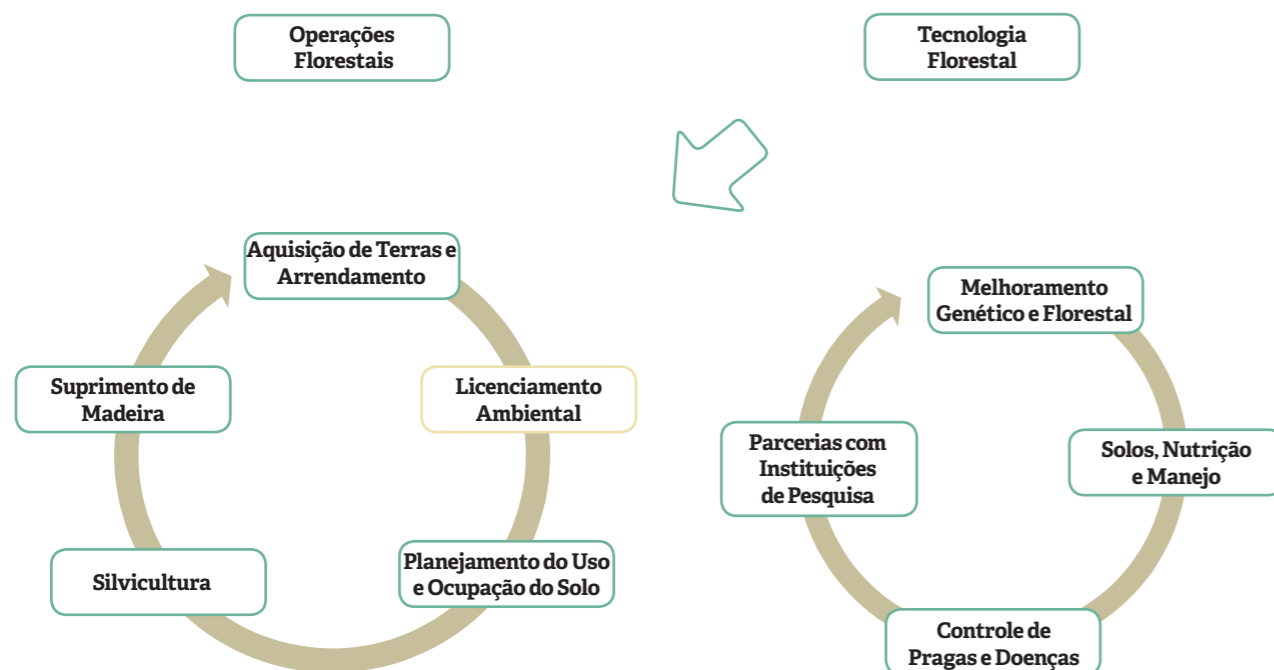 Operações
Florestais
Tecnologia
Florestal
Aquisição de Terras e
Arrendamento
Licenciamento
Ambiental
Planejamento do Uso
e Ocupação do Solo
Silvicultura
Suprimento de
Madeira
Melhoramento
Genético e Florestal
Solos, Nutrição
e Manejo
Controle de
Pragas e Doenças
Parcerias com
Instituições
de Pesquisa